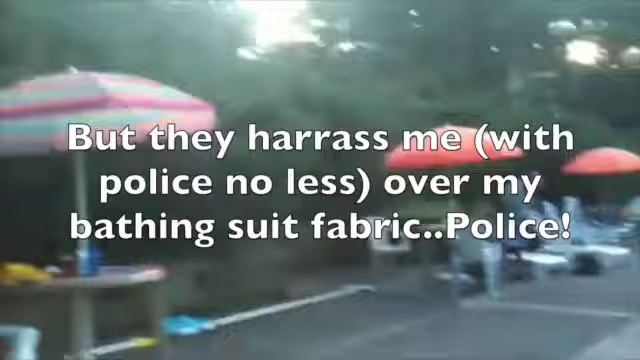 But they harrass me (with
police no less) over my
bathing suit fabric..Police!